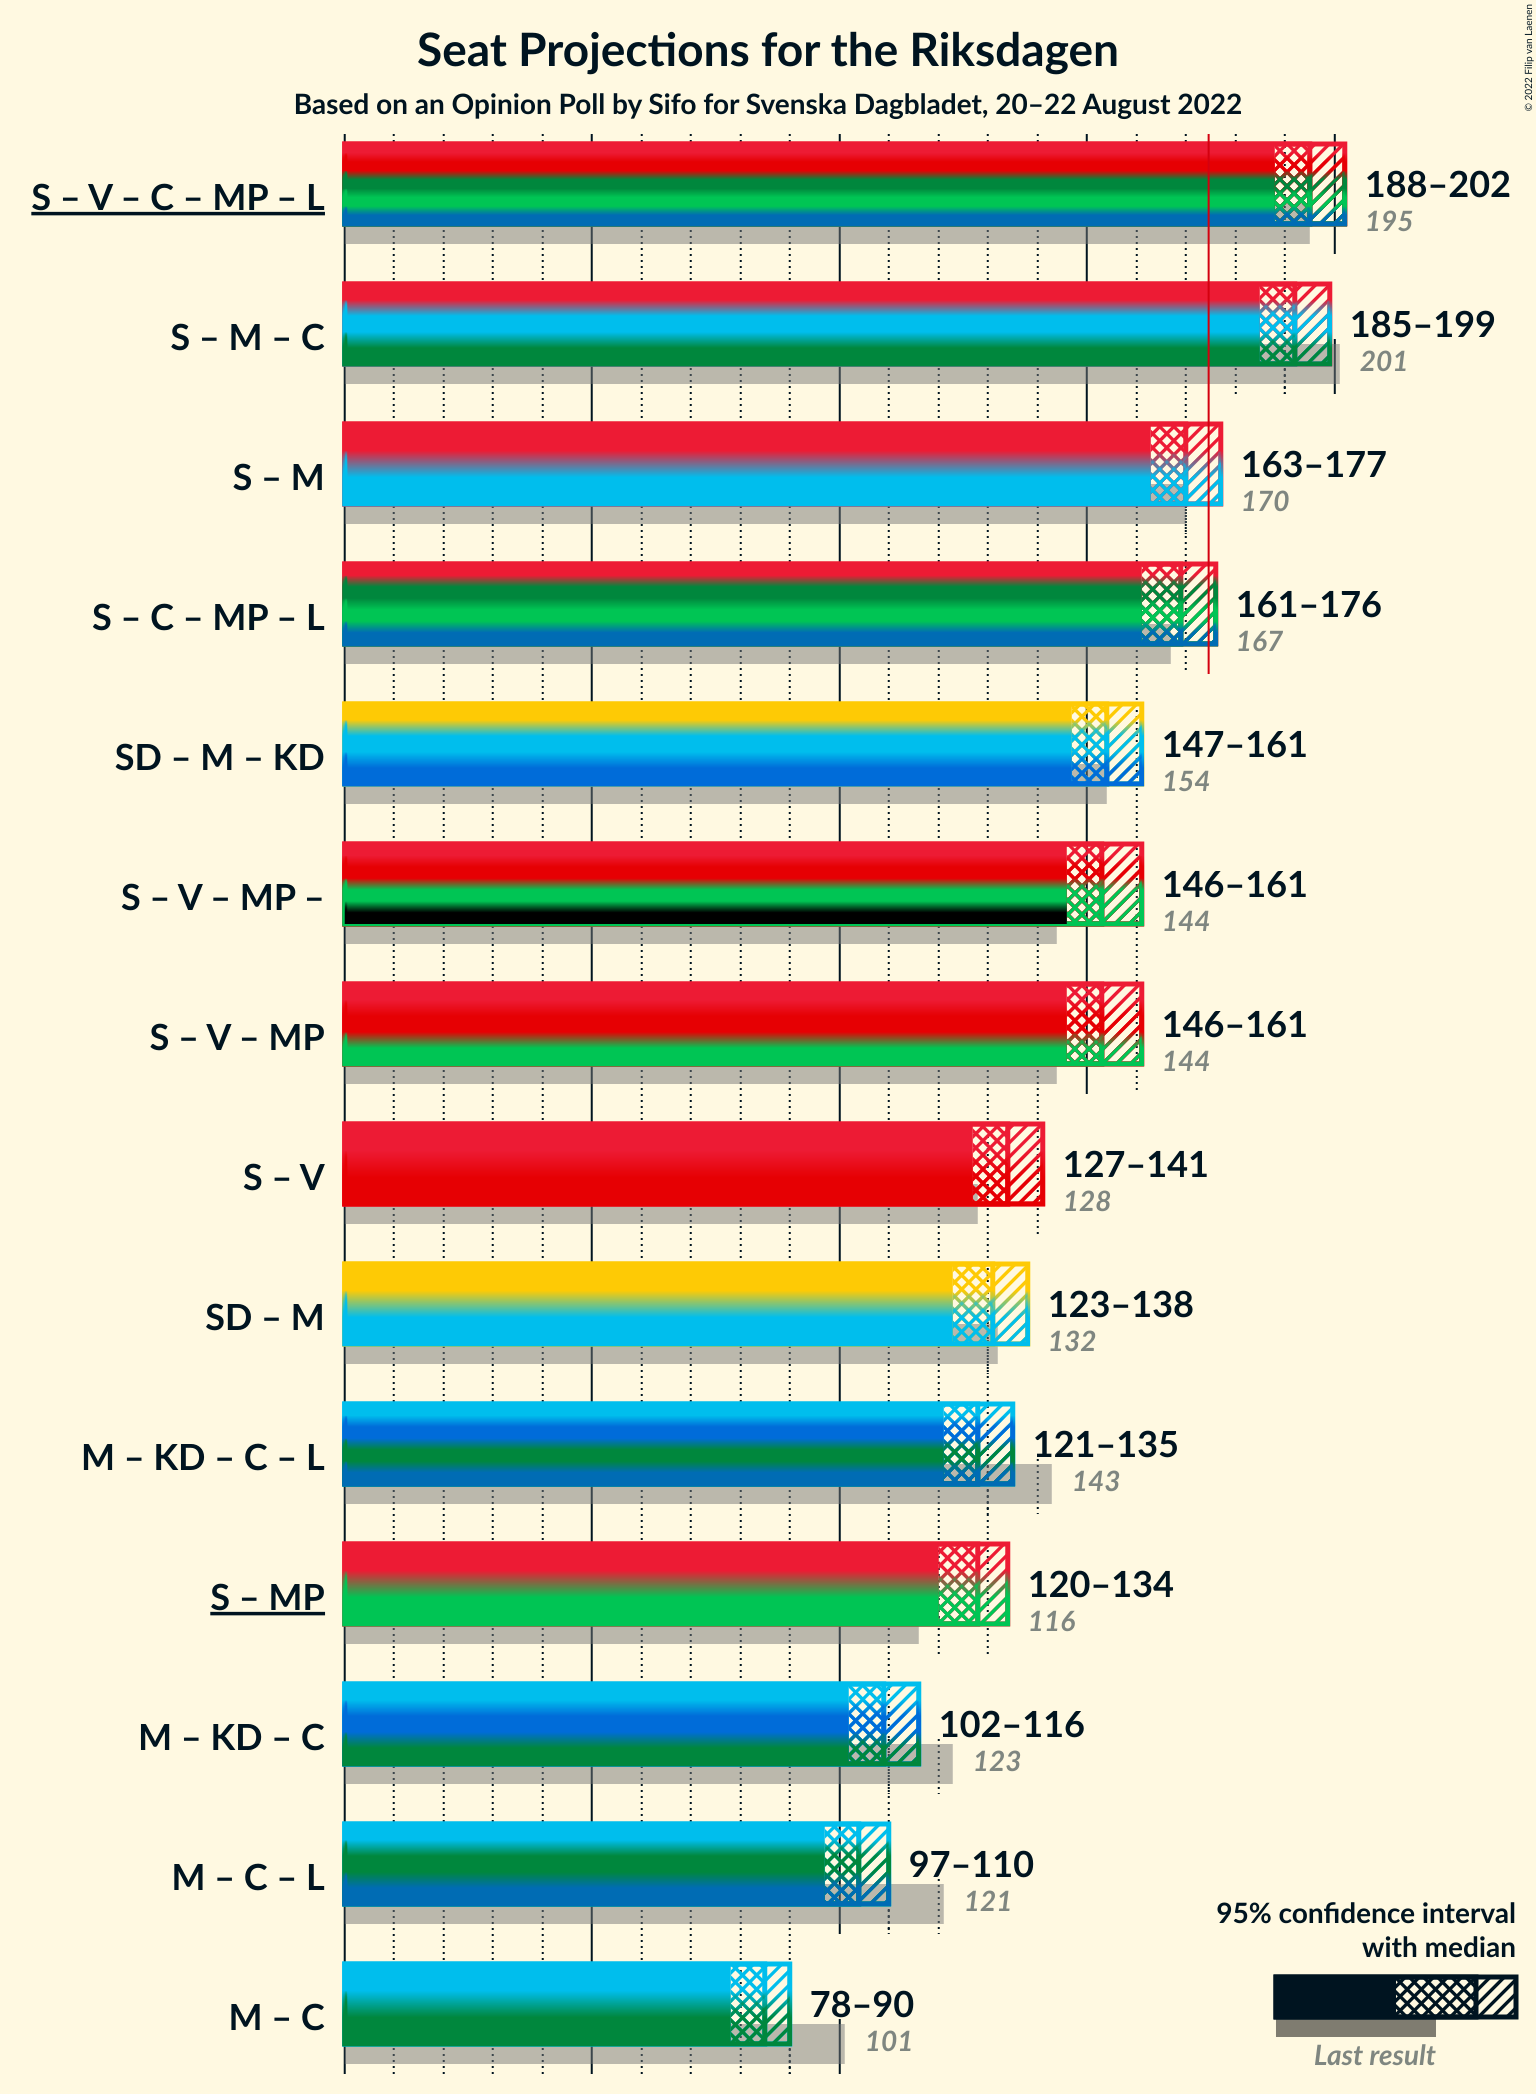 Seat Projections for the Riksdagen
Based on an Opinion Poll by Sifo for Svenska Dagbladet, 20–22 August 2022
© 2022 Filip van Laenen
S – V – C – MP – L
188–202
195
S – M – C
185–199
201
S – M
163–177
170
S – C – MP – L
161–176
167
SD – M – KD
147–161
154
S – V – MP –
146–161
144
S – V – MP
146–161
144
S – V
127–141
128
SD – M
123–138
132
M – KD – C – L
121–135
143
S – MP
120–134
116
M – KD – C
102–116
123
M – C – L
97–110
121
M – C
78–90
101
95% confidence interval
with median
Last result